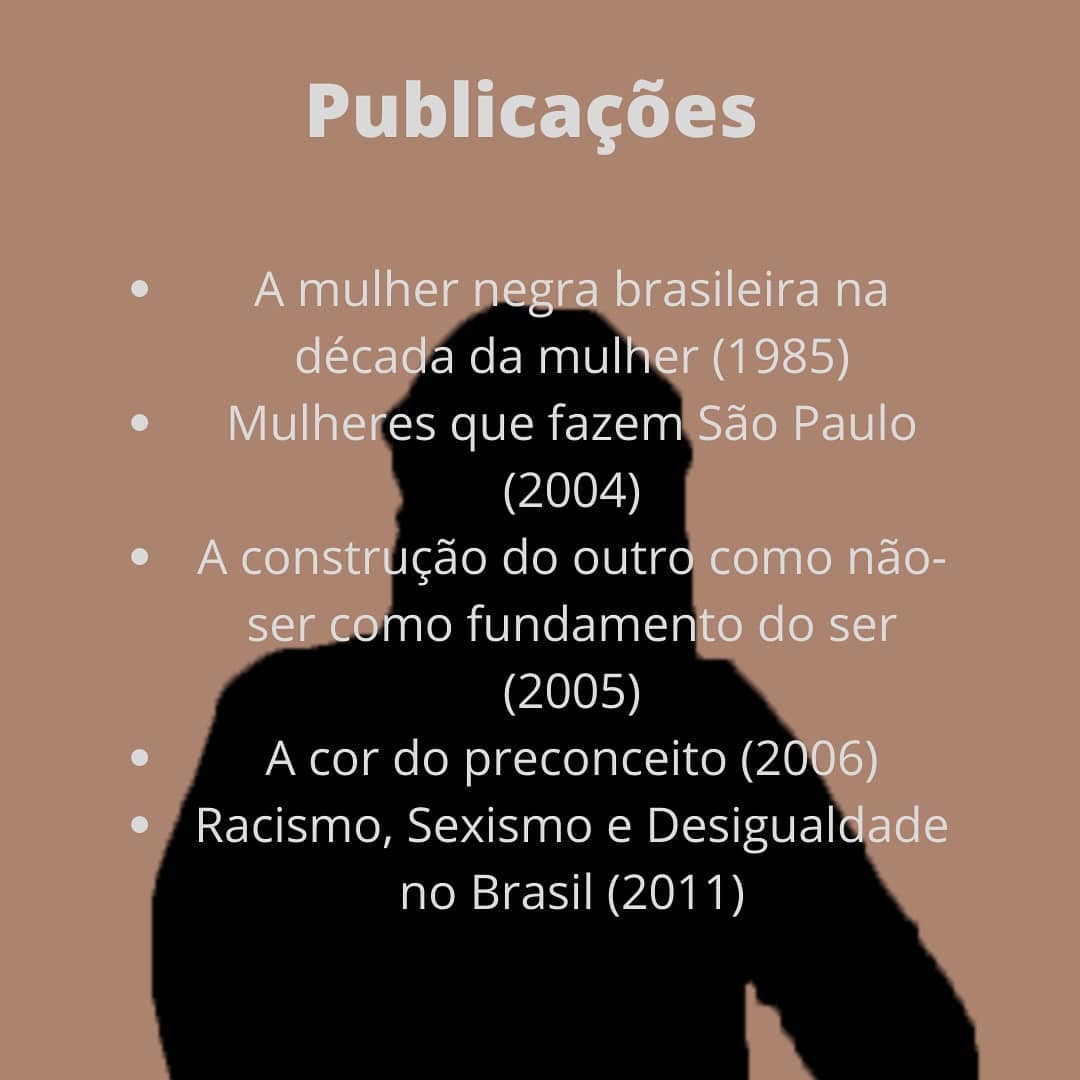 Publicações
• A mulher negra brasileira na
década da mulher (1985)
• Mulheres que fazem São Paulo
(2004)
• A construção do outro como não-
ser como fundamento do ser
(2005)
• A cor do preconceito (2006)
• Racismo, Sexismo e Desigualdade
no Brasil (2011)